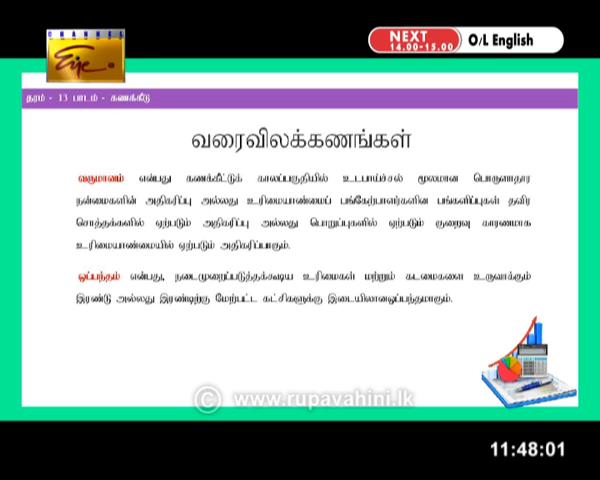 CHANNEL
Eye
NEXT
14.00-15.00
O/L English
தரம் - 13 பாடம் - கணக்கீடு
வரைவிலக்கணங்கள்
வருமானம் என்பது கணக்கீட்டுக் காலப்பகுதியில் உட்பாய்ச்சல் மூலமான பொருளாதார
நன்மைகளின் அதிகரிப்பு அல்லது உரிமையாண்மைப் பங்கேற்பாளர்களின பங்களிப்புகள் தவிர
சொத்தக்களில் ஏற்படும் அதிகரிப்பு அல்லது பொறுப்புகளில் ஏற்படும் குறைவு காரணமாக
உரிமையாண்மையில் ஏற்படும் அதிகரிப்பாகும்.
ஒப்பந்தம் என்பது, நடைமுறைப்படுத்தக்கூடிய உரிமைகள் மற்றும் கடமைகளை உருவாக்கும்
இரண்டு அல்லது இரண்டிற்கு மேற்பட்ட கட்சிகளுக்கு இடையிலானஒப்பந்தமாகும்.
© www.rupavahini.lk
11:48:01